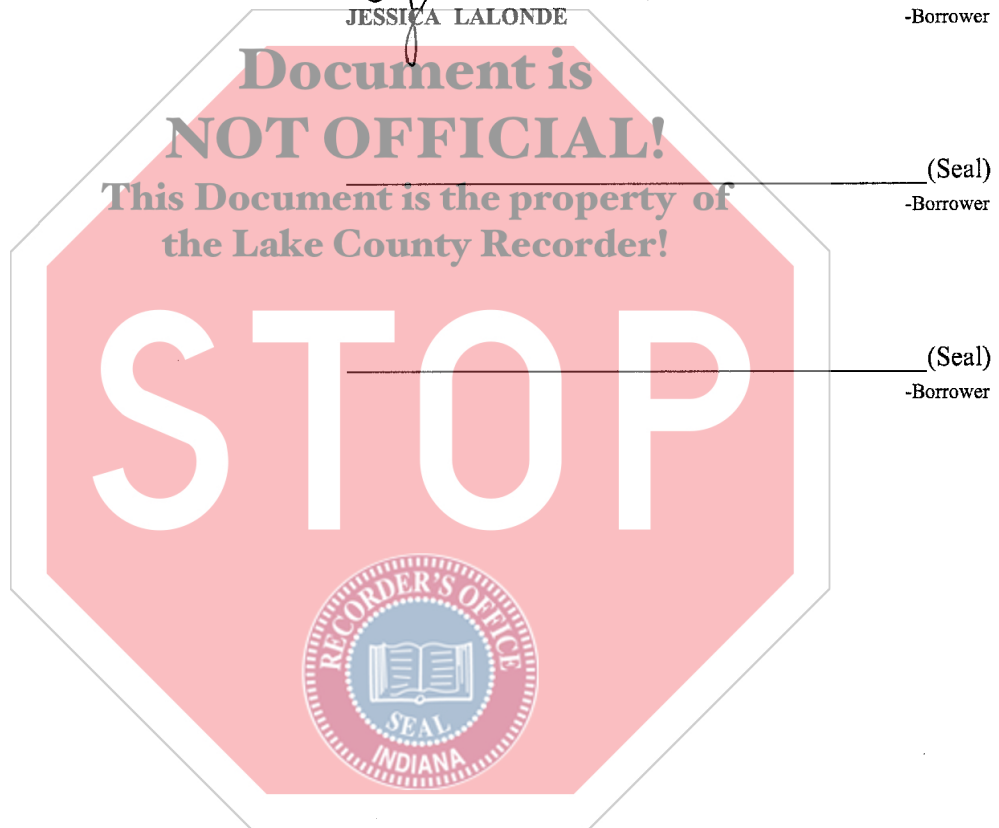 JESSICA LALONDE -Borrower
Document is
NOT OFFICIAL!
(Seal)
This Document is the property of
-Borrower
the Lake County Recorder!
STOP
(Seal)
-Borrower
RECORDER'S OFFICE
SEAL
INDIANA